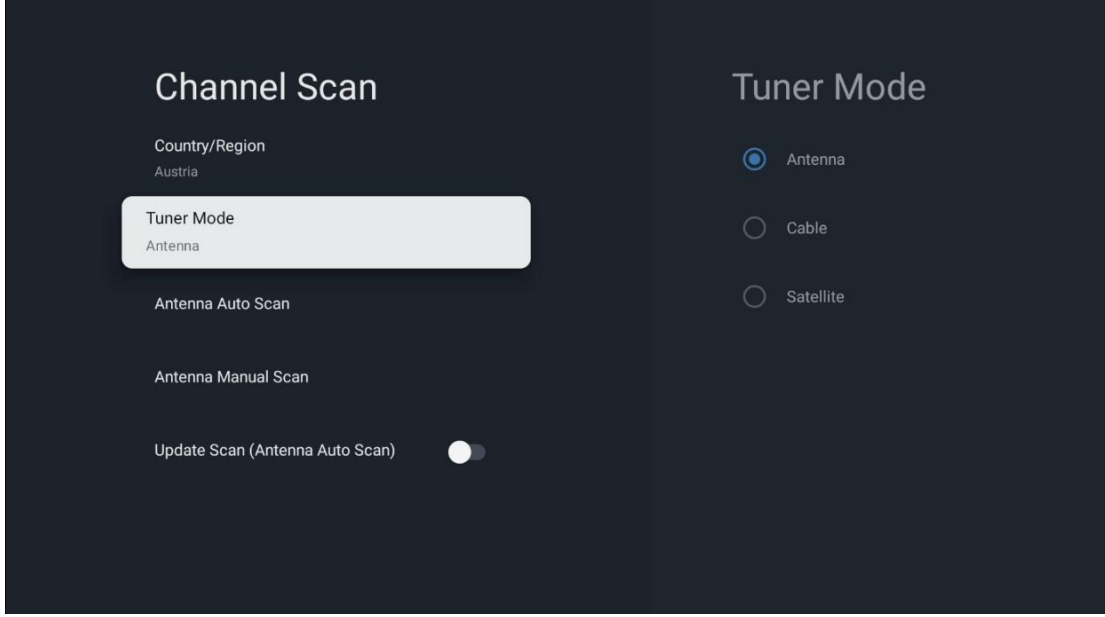 Channel Scan
Country/Region
Austria
Tuner Mode
Antenna
Antenna Auto Scan
Antenna Manual Scan
Update Scan (Antenna Auto Scan)
Tuner Mode
Antenna
Cable
Satellite